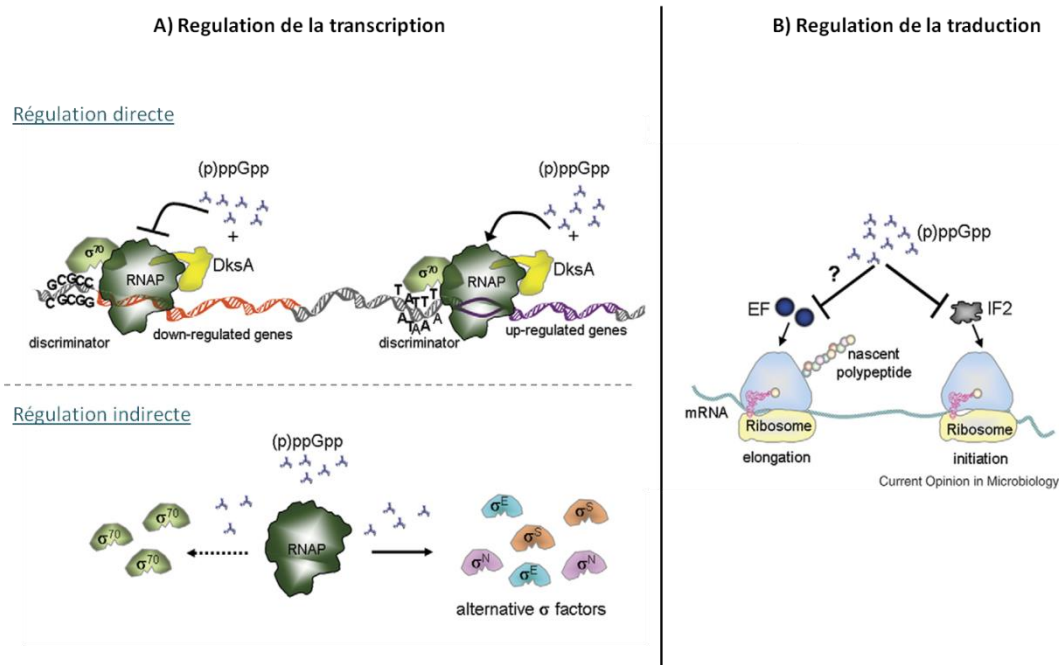 A) Regulation de la transcription
Régulation directe
(p)ppGpp
+
σ70
RNAP
DksA
GCGCC
CGCGG
discriminator
down-regulated genes
(p)ppGpp
+
σ70
RNAP
DksA
TATTT
ATAAA
discriminator
up-regulated genes
Régulation indirecte
(p)ppGpp
σ70
σ70
σ70
RNAP
σE
σS
σS
σN
σE
σN
alternative σ factors
B) Regulation de la traduction
(p)ppGpp
?
EF
IF2
nascent
polypeptide
mRNA
Ribosome
Ribosome
elongation
initiation
Current Opinion in Microbiology